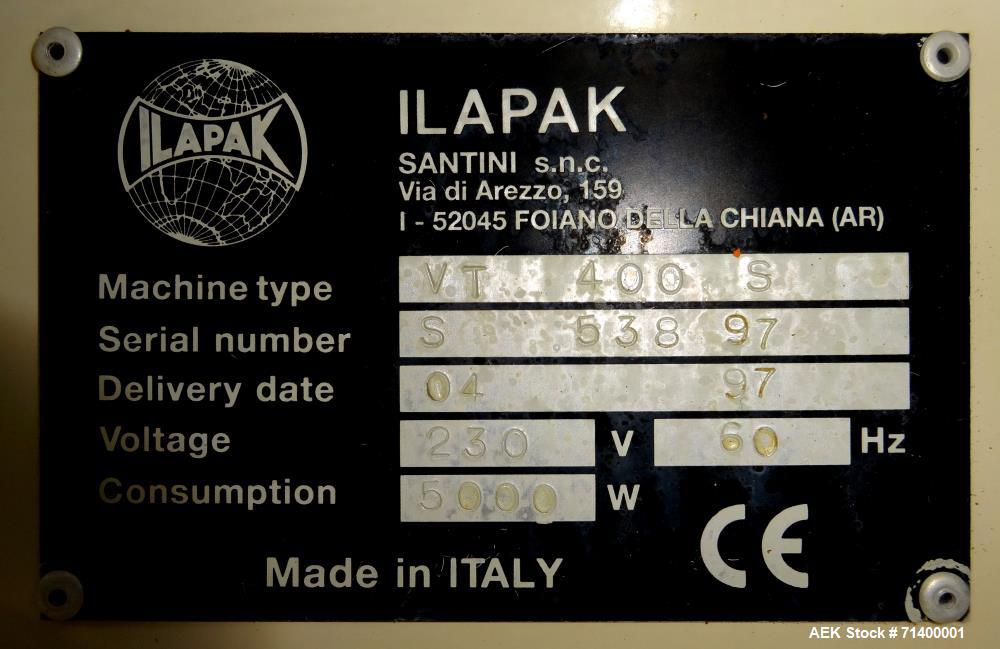 ILAPAK
ILAPAK
SANTINI s.n.c.
Via di Arezzo, 159
I - 52045 FOIANO DELLA CHIANA (AR)
Machine type VT 400 S
Serial number S 538 97
Delivery date 04 97
Voltage 230 V 60 Hz
Consumption 5000 W
CE
Made in ITALY
AEK Stock # 71400001